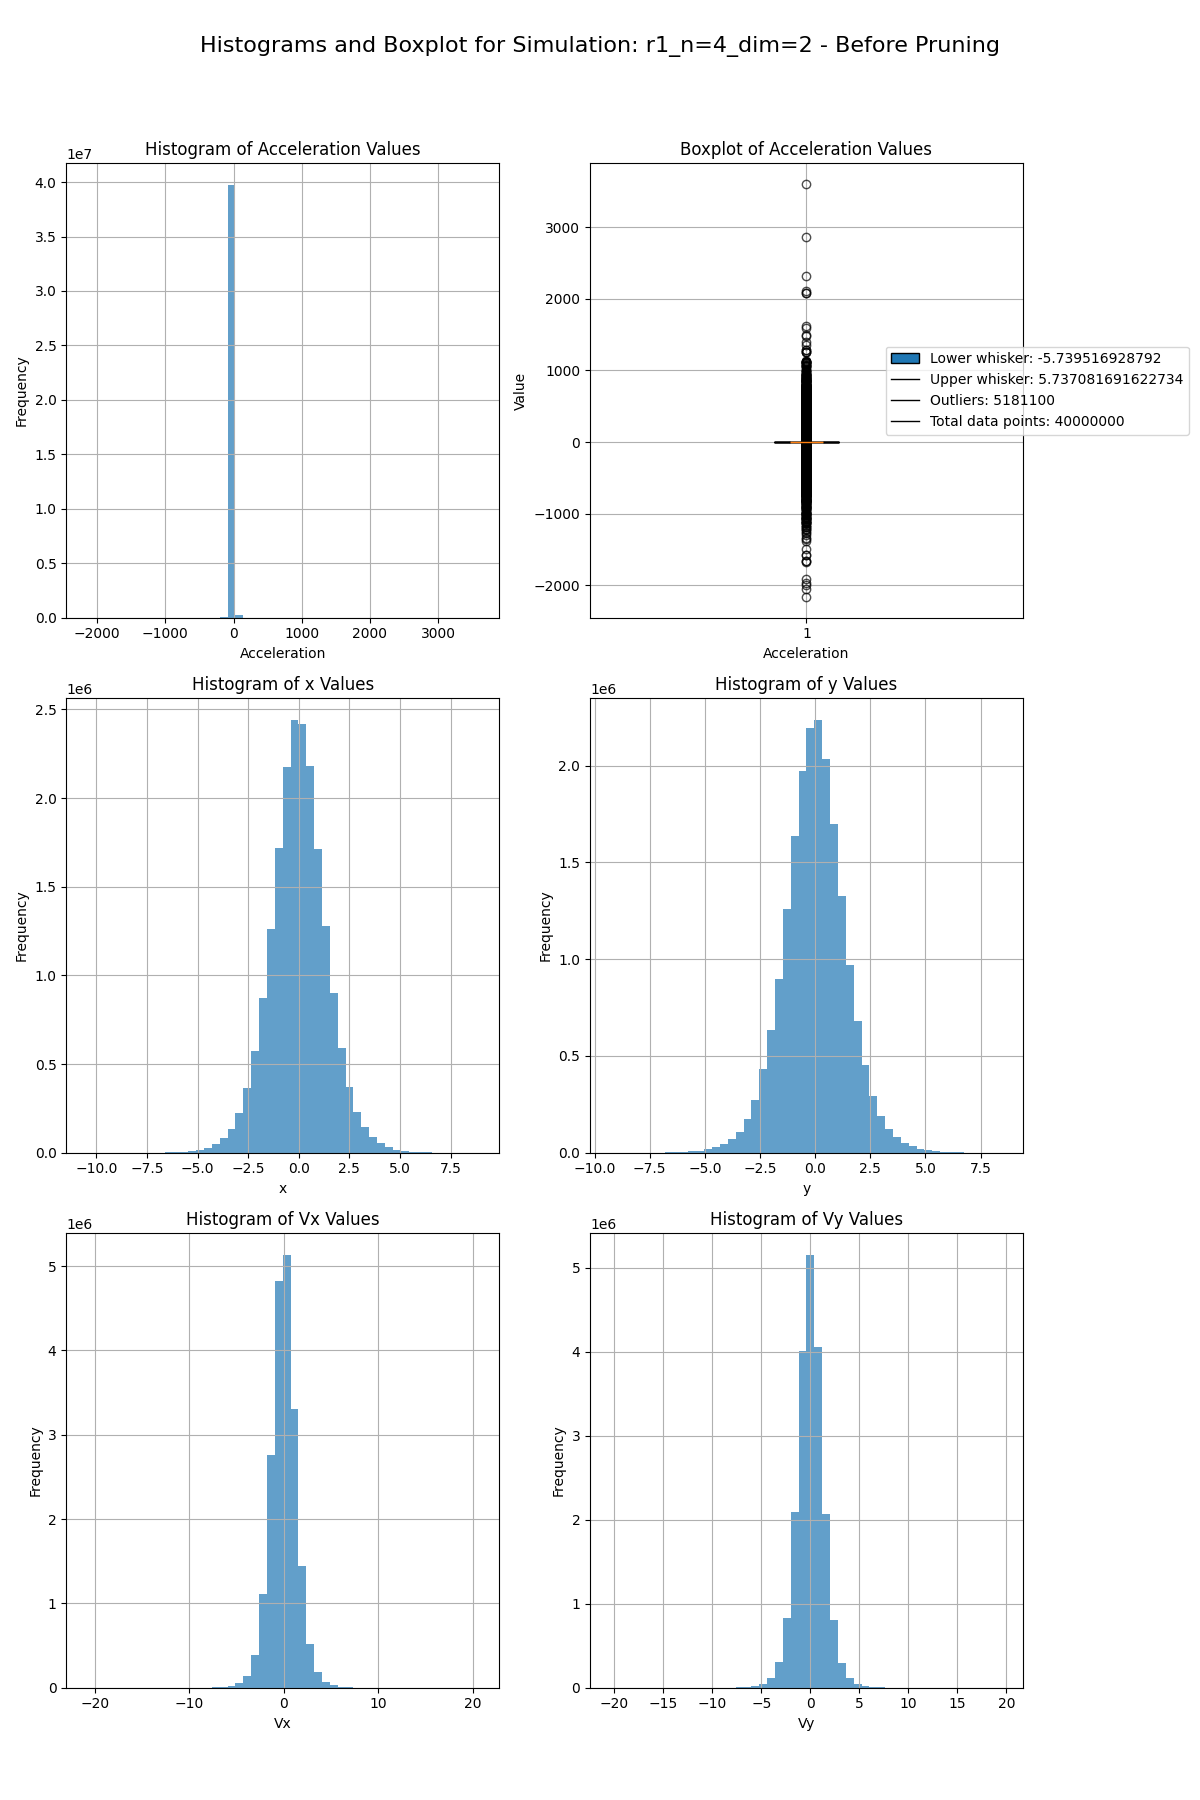 Histograms and Boxplot for Simulation: r1_n=4_dim=2 - Before Pruning
Histogram of Acceleration Values
1e7
4.0
3.5
3.0
2.5
2.0
1.5
1.0
0.5
0.0
Frequency
−2000 −1000 0 1000 2000 3000
Acceleration
Boxplot of Acceleration Values
3000
2000
1000
0
−1000
−2000
Value
1
Acceleration
Lower whisker: -5.739516928792
Upper whisker: 5.737081691622734
Outliers: 5181100
Total data points: 40000000
Histogram of x Values
1e6
2.5
2.0
1.5
1.0
0.5
0.0
Frequency
−10.0 −7.5 −5.0 −2.5 0.0 2.5 5.0 7.5
x
Histogram of y Values
1e6
2.0
1.5
1.0
0.5
0.0
Frequency
−10.0 −7.5 −5.0 −2.5 0.0 2.5 5.0 7.5
y
Histogram of Vx Values
1e6
5
4
3
2
1
0
Frequency
−20 −10 0 10 20
Vx
Histogram of Vy Values
1e6
5
4
3
2
1
0
Frequency
−20 −15 −10 −5 0 5 10 15 20
Vy